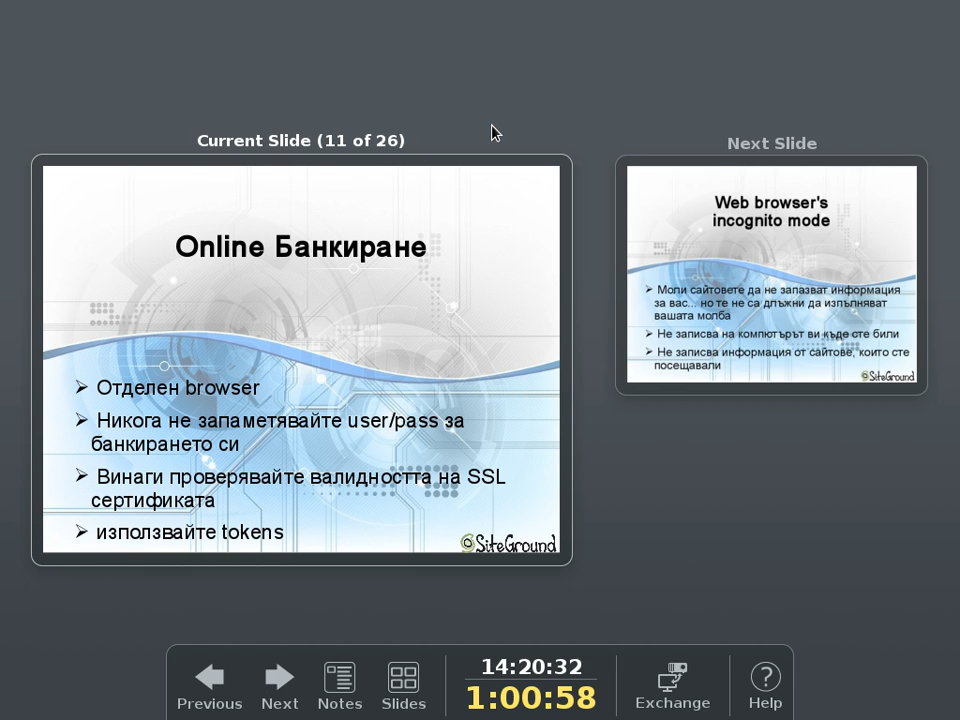 Current Slide (11 of 26)
Next Slide
Online Банкиране
➢ Отделен browser
➢ Никога не запаметявайте user/pass за
банкирането си
➢ Винаги проверявайте валидността на SSL
сертификата
➢ използвайте tokens
SiteGround
Web browser's
incognito mode
➢ Моли сайтовете да не запазват информация
за вас... но те не са длъжни да изпълняват
вашата молба
➢ Не записва на компютърът ви къде сте били
➢ Не записва информация от сайтове, които сте
посещавали
SiteGround
Previous
Next
Notes
Slides
14:20:32
1:00:58
Exchange
Help